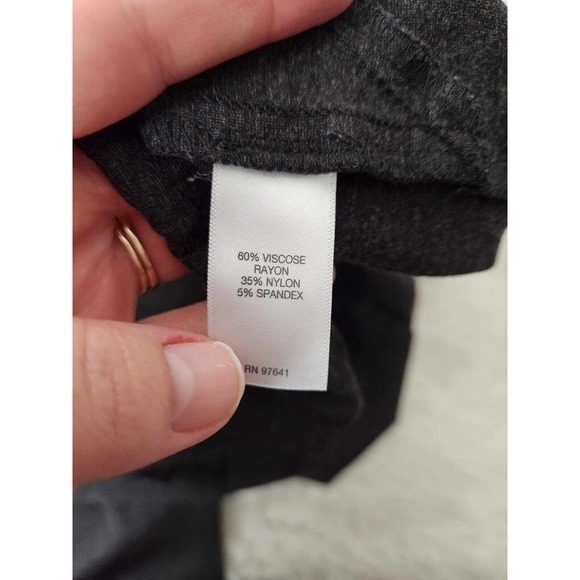 60% VISCOSE
RAYON
35% NYLON
5% SPANDEX
RN 97641